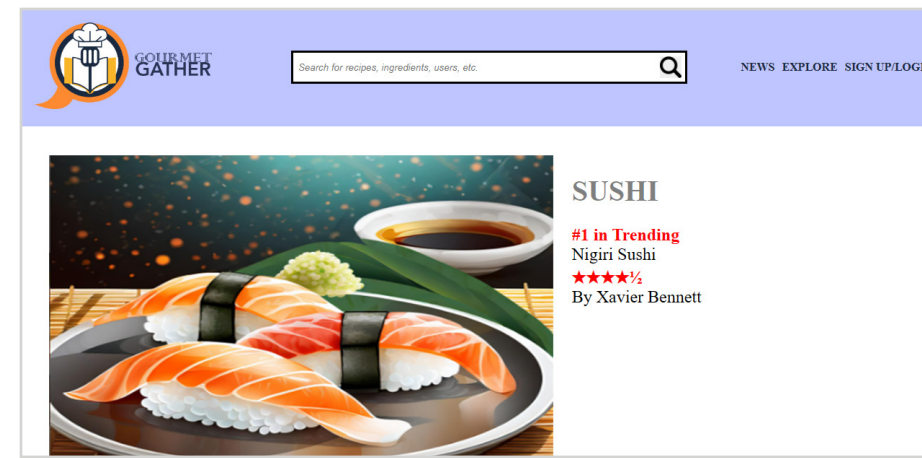 GOURMET
GATHER
Search for recipes, ingredients, users, etc.
NEWS EXPLORE SIGN UP/LOGI
SUSHI
#1 in Trending
Nigiri Sushi
★★★★½
By Xavier Bennett